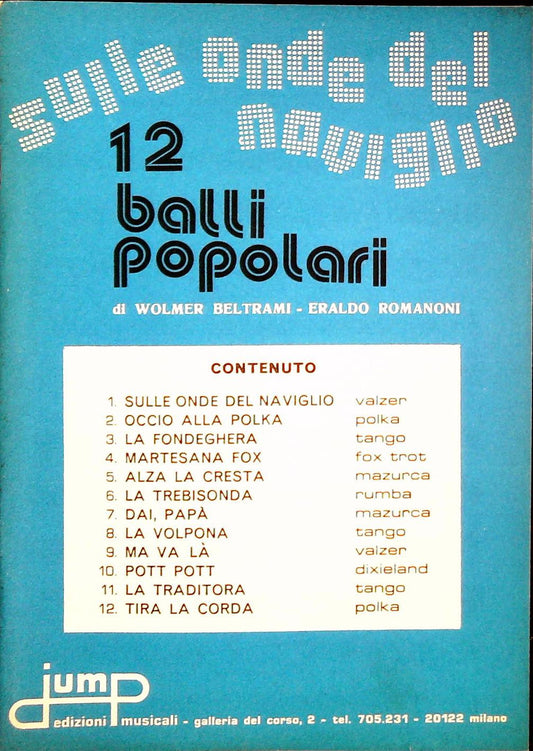 sulle onde del
naviglio
12
balli
popolari
di WOLMER BELTRAMI - ERALDO ROMANONI
CONTENUTO
1. SULLE ONDE DEL NAVIGLIO valzer
2. OCCIO ALLA POLKA polka
3. LA FONDEGHERA tango
4. MARTESANA FOX fox trot
5. ALZA LA CRESTA mazurca
6. LA TREBISONDA rumba
7. DAI, PAPÀ mazurca
8. LA VOLPONA tango
9. MA VA LÀ valzer
10. POTT POTT dixieland
11. LA TRADITORA tango
12. TIRA LA CORDA polka
jump
edizioni musicali - galleria del corso, 2 - tel. 705.231 - 20122 milano